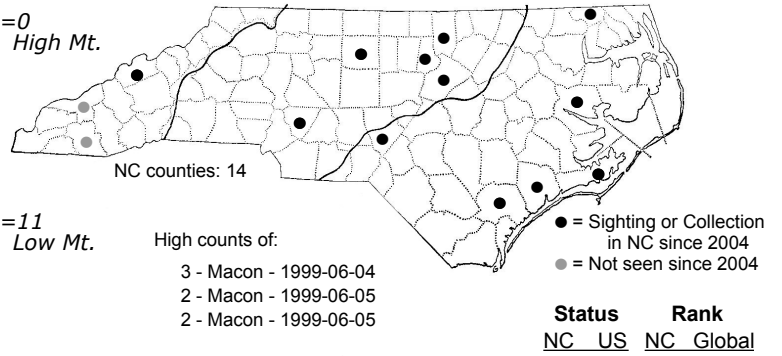 =0
High Mt.
NC counties: 14
=11
Low Mt.
High counts of:
3 - Macon - 1999-06-04
2 - Macon - 1999-06-05
2 - Macon - 1999-06-05
= Sighting or Collection
in NC since 2004
= Not seen since 2004
Status Rank
NC US NC Global